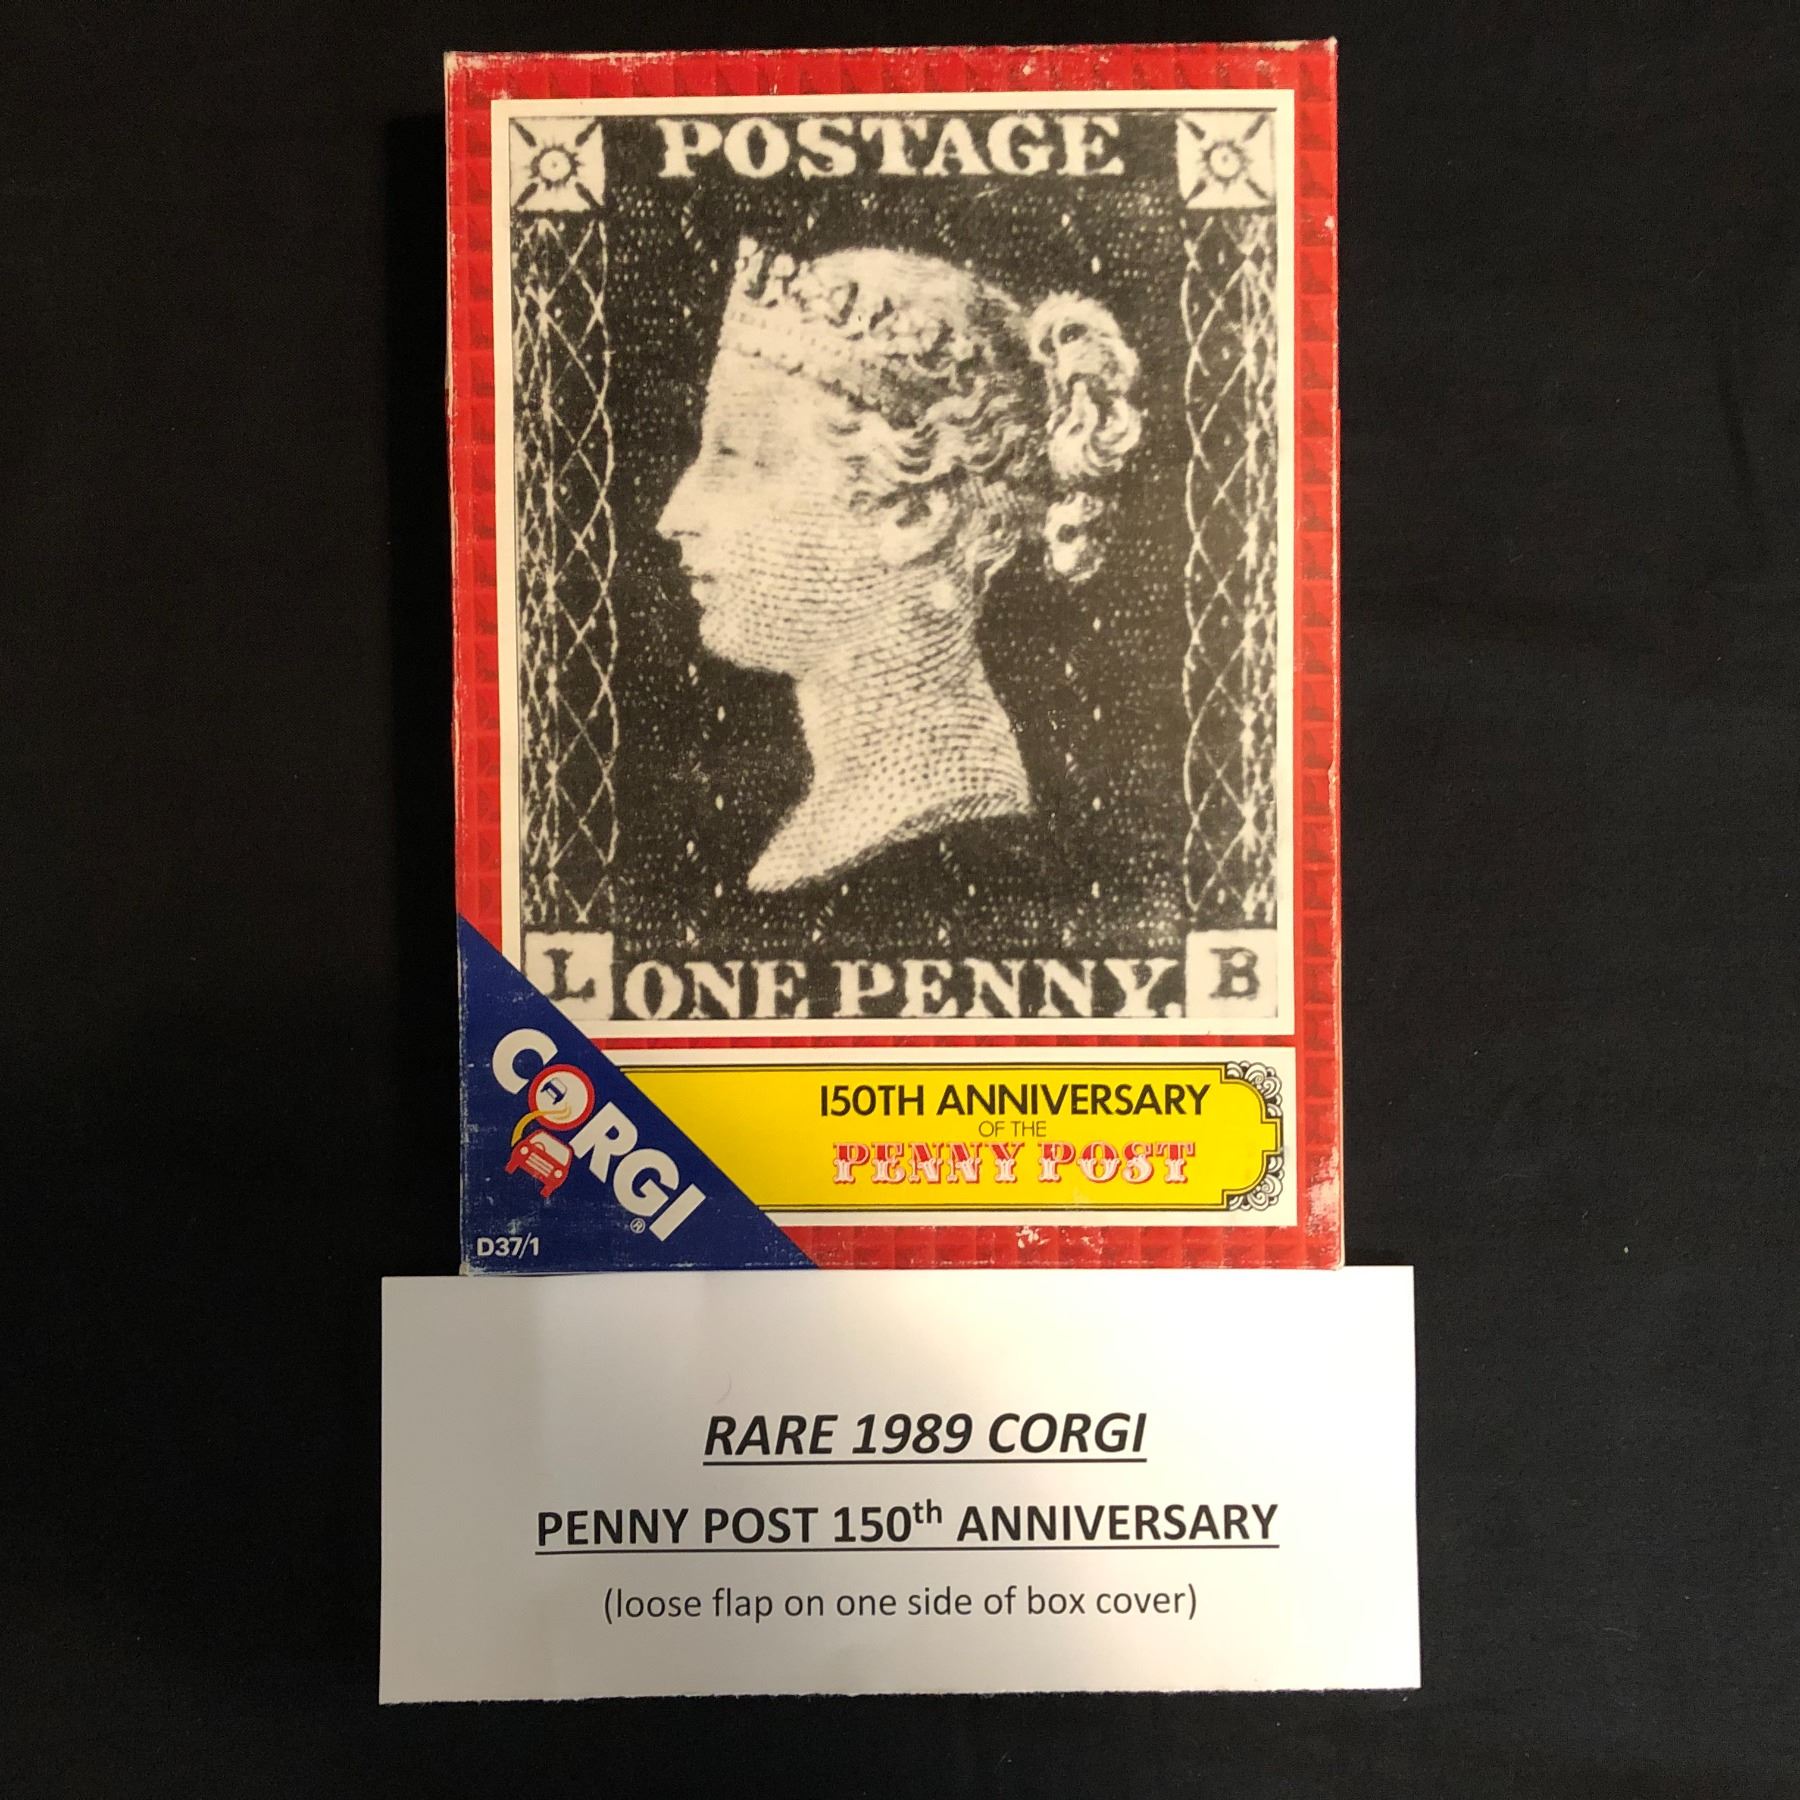 POSTAGE
L ONE PENNY. B
CORGI ®
D37/1
150TH ANNIVERSARY
OF THE
PENNY POST
RARE 1989 CORGI
PENNY POST 150th ANNIVERSARY
(loose flap on one side of box cover)